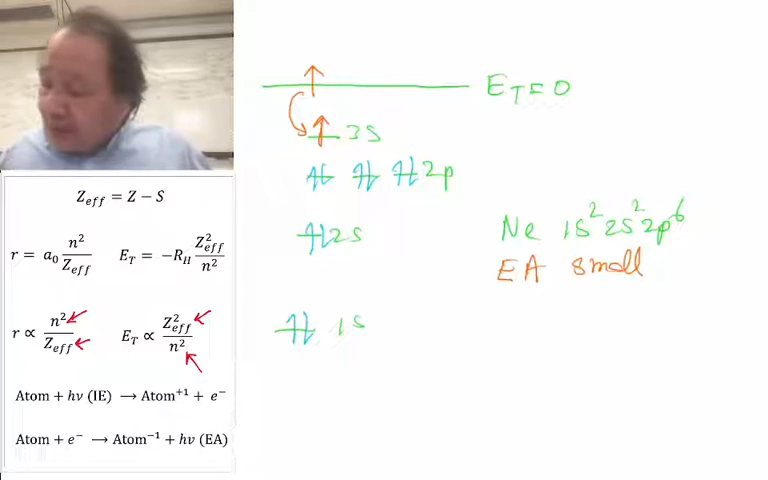 Z_eff = Z − S
r = a₀ n²/Z_eff    E_T = −R_H Z²_eff/n²
r ∝ n²/Z_eff    E_T ∝ Z²_eff/n²
Atom + hν (IE) → Atom⁺¹ + e⁻
Atom + e⁻ → Atom⁻¹ + hν (EA)
E_T = 0
3s
2p
2s
1s
Ne 1s² 2s² 2p⁶
EA small